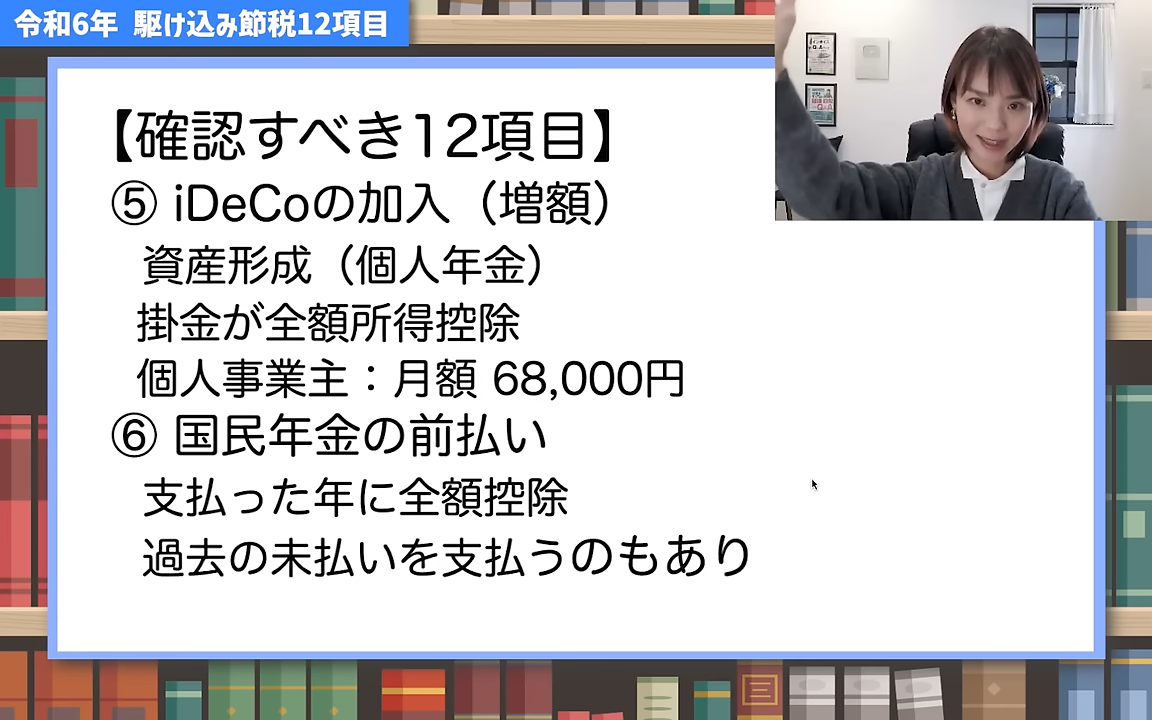 令和6年 駆け込み節税12項目
【確認すべき12項目】
⑤ iDeCoの加入（増額）
資産形成（個人年金）
掛金が全額所得控除
個人事業主：月額 68,000円
⑥ 国民年金の前払い
支払った年に全額控除
過去の未払いを支払うのもあり